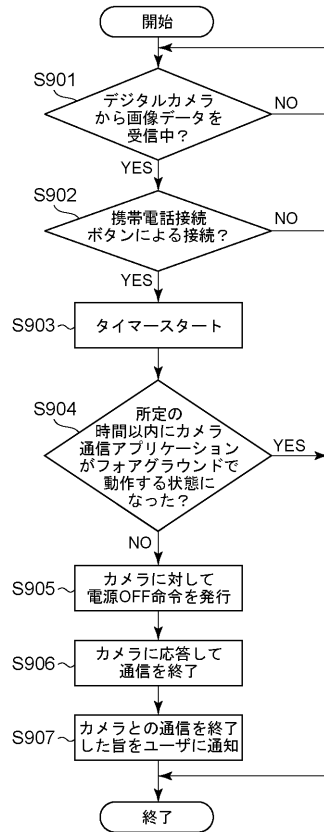 開始
S901
デジタルカメラ
から画像データを
受信中？
NO
YES
S902
携帯電話接続
ボタンによる接続？
NO
YES
S903
タイマースタート
S904
所定の
時間以内にカメラ
通信アプリケーション
がフォアグラウンドで
動作する状態に
なった？
YES
NO
S905
カメラに対して
電源OFF命令を発行
S906
カメラに応答して
通信を終了
S907
カメラとの通信を終了
した旨をユーザに通知
終了